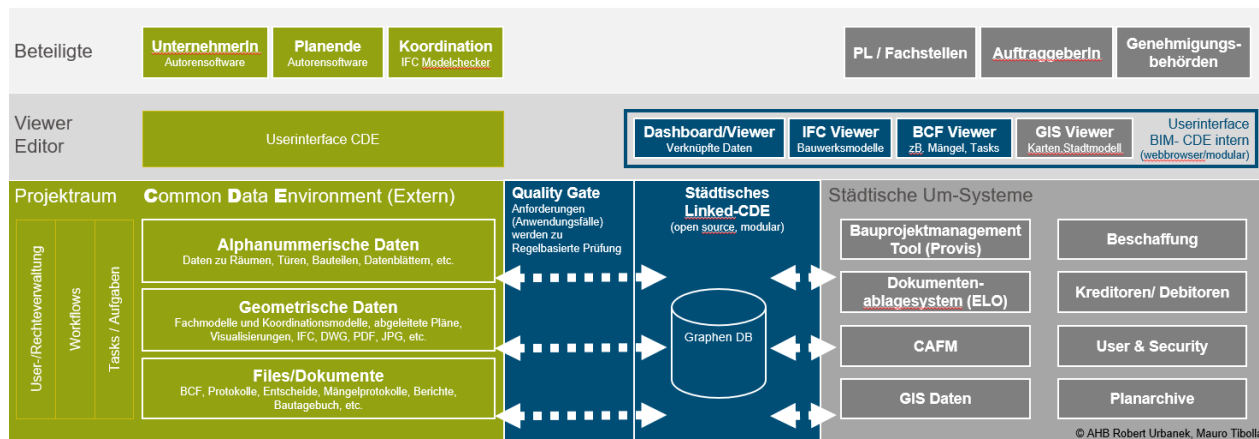 Beteiligte
UnternehmerIn
Autorensoftware
Planende
Autorensoftware
Koordination
IFC Modelchecker
PL / Fachstellen
AuftraggeberIn
Genehmigungs-
behörden
Viewer
Editor
Userinterface CDE
Dashboard/Viewer
Verknüpfte Daten
IFC Viewer
Bauwerksmodelle
BCF Viewer
zB. Mängel, Tasks
GIS Viewer
Karten.Stadtmodell
Userinterface
BIM- CDE intern
(webbrowser/modular)
Projektraum
Common Data Environment (Extern)
User-/Rechteverwaltung
Workflows
Tasks / Aufgaben
Alphanummerische Daten
Daten zu Räumen, Türen, Bauteilen, Datenblättern, etc.
Geometrische Daten
Fachmodelle und Koordinationsmodelle, abgeleitete Pläne,
Visualisierungen, IFC, DWG, PDF, JPG, etc.
Files/Dokumente
BCF, Protokolle, Entscheide, Mängelprotokolle, Berichte,
Bautagebuch, etc.
Quality Gate
Anforderungen
(Anwendungsfälle)
werden zu
Regelbasierte Prüfung
Städtisches
Linked-CDE
(open source, modular)
Graphen DB
Städtische Um-Systeme
Bauprojektmanagement
Tool (Provis)
Beschaffung
Dokumenten-
ablagesystem (ELO)
Kreditoren/ Debitoren
CAFM
User & Security
GIS Daten
Planarchive
© AHB Robert Urbanek, Mauro Tibolla